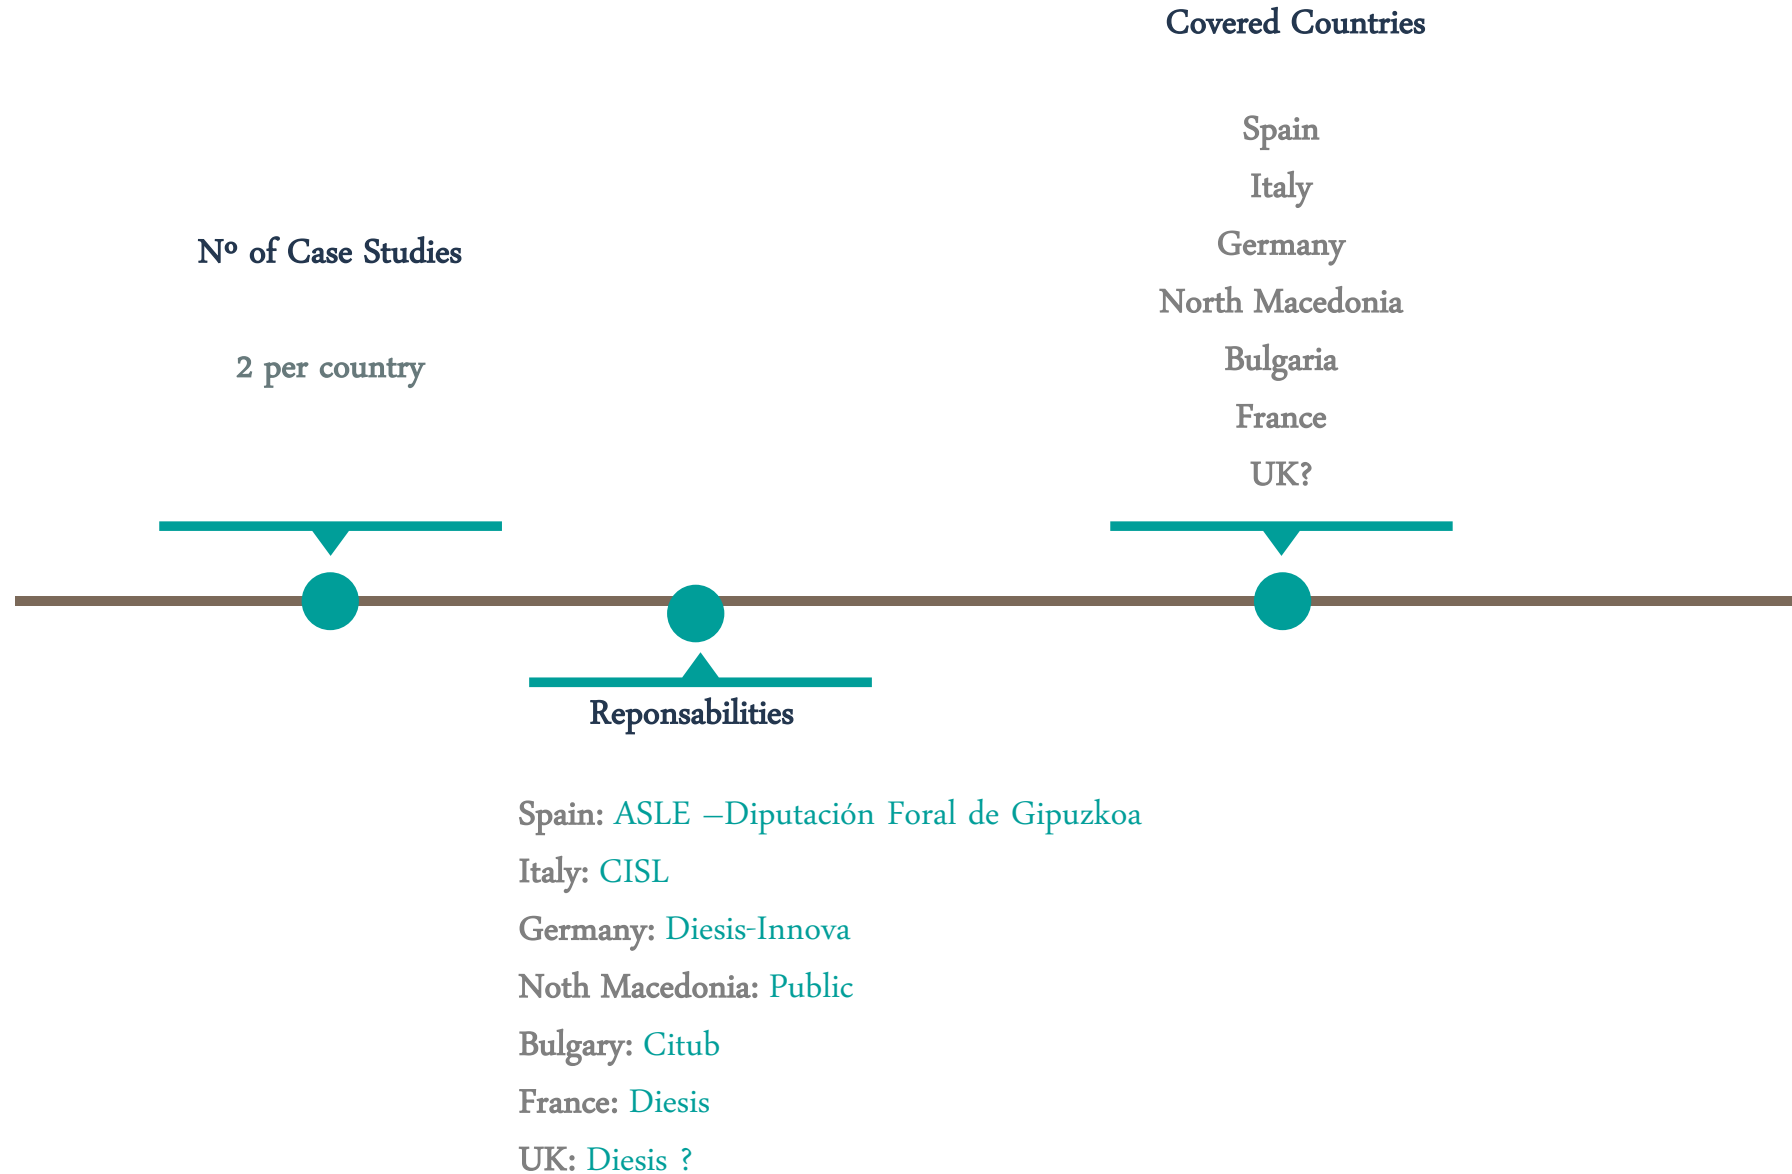 Covered Countries
Spain
Italy
Germany
North Macedonia
Bulgaria
France
UK?
Nº of Case Studies
2 per country
Reponsabilities
Spain: ASLE –Diputación Foral de Gipuzkoa
Italy: CISL
Germany: Diesis-Innova
Noth Macedonia: Public
Bulgary: Citub
France: Diesis
UK: Diesis ?